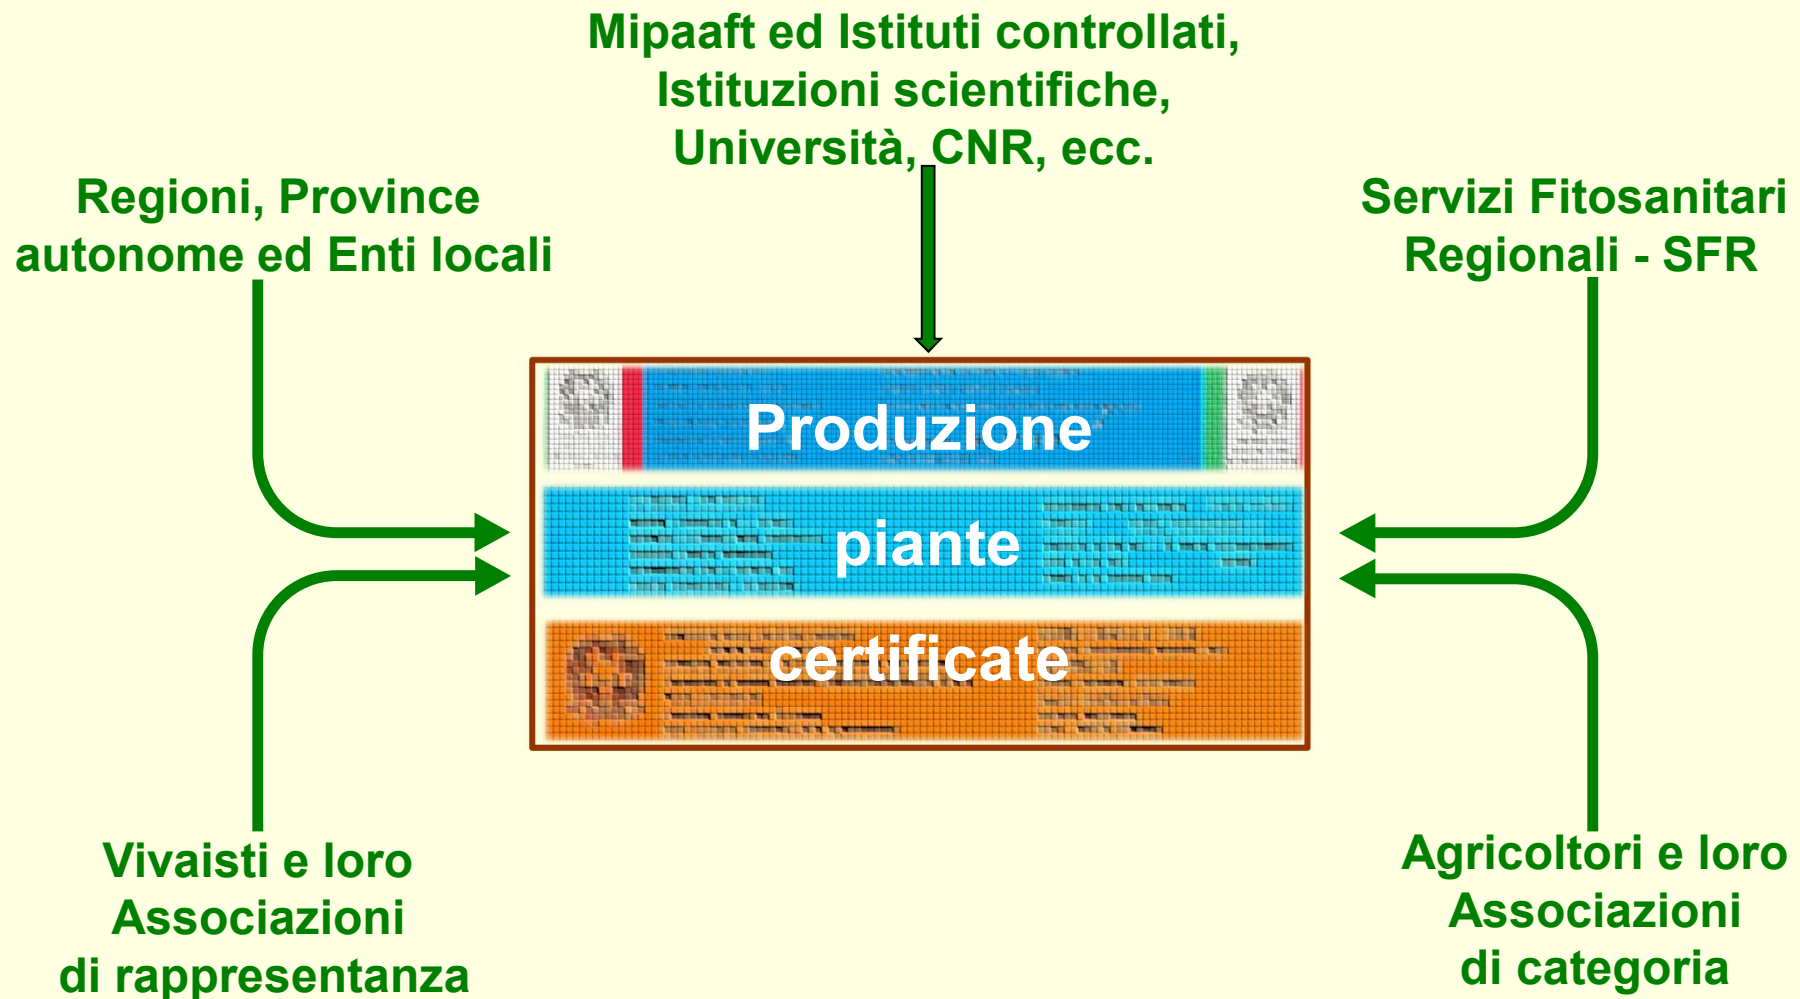 Mipaaft ed Istituti controllati,
Istituzioni scientifiche,
Università, CNR, ecc.
Regioni, Province
autonome ed Enti locali
Servizi Fitosanitari
Regionali - SFR
Produzione
piante
certificate
Vivaisti e loro
Associazioni
di rappresentanza
Agricoltori e loro
Associazioni
di categoria